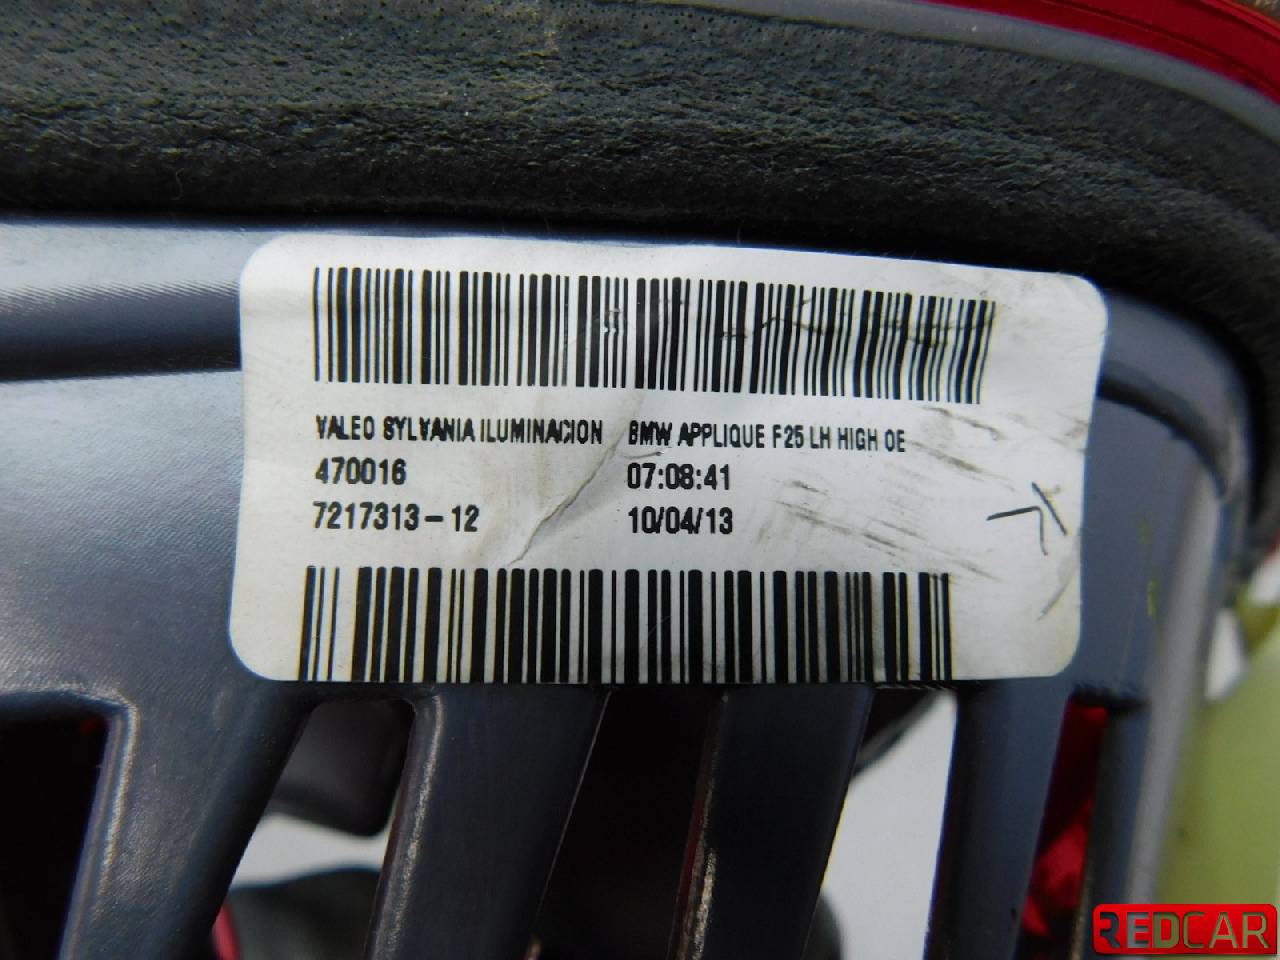 VALEO SYLVANIA ILUMINACION BMW APPLIQUE F25 LH HIGH OE
470016 07:08:41
7217313-12 10/04/13
REDCAR